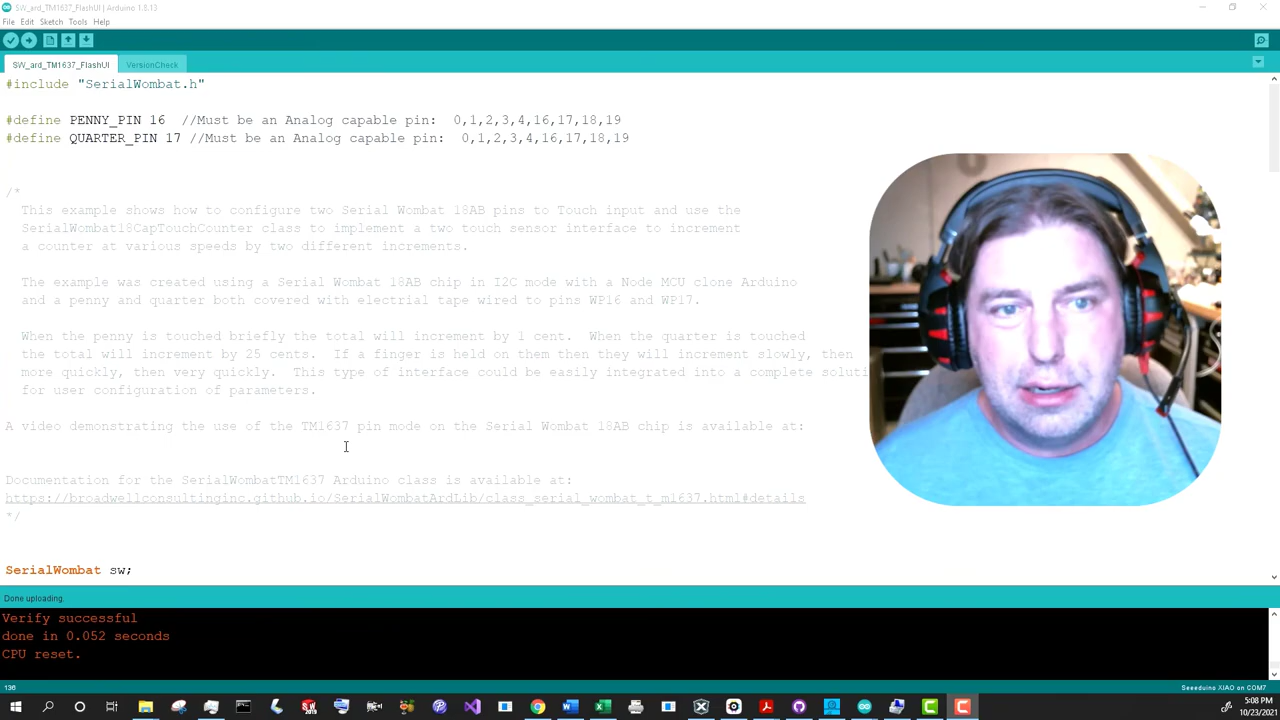 SW_ard_TM1637_FlashUI | Arduino 1.8.13
File Edit Sketch Tools Help
SW_ard_TM1637_FlashUI VersionCheck
#include "SerialWombat.h"
#define PENNY_PIN 16 //Must be an Analog capable pin: 0,1,2,3,4,16,17,18,19
#define QUARTER_PIN 17 //Must be an Analog capable pin: 0,1,2,3,4,16,17,18,19
/*
This example shows how to configure two Serial Wombat 18AB pins to Touch input and use the
SerialWombat18CapTouchCounter class to implement a two touch sensor interface to increment
a counter at various speeds by two different increments.
The example was created using a Serial Wombat 18AB chip in I2C mode with a Node MCU clone Arduino
and a penny and quarter both covered with electrial tape wired to pins WP16 and WP17.
When the penny is touched briefly the total will increment by 1 cent. When the quarter is touched
the total will increment by 25 cents. If a finger is held on them then they will increment slowly, then
more quickly, then very quickly. This type of interface could be easily integrated into a complete soluti
for user configuration of parameters.
A video demonstrating the use of the TM1637 pin mode on the Serial Wombat 18AB chip is available at:
Documentation for the SerialWombatTM1637 Arduino class is available at:
https://broadwellconsultinginc.github.io/SerialWombatArdLib/class_serial_wombat_t_m1637.html#details
*/
SerialWombat sw;
Done uploading.
Verify successful
done in 0.052 seconds
CPU reset.
136 Seeeduino XIAO on COM7
5:08 PM
10/23/2021